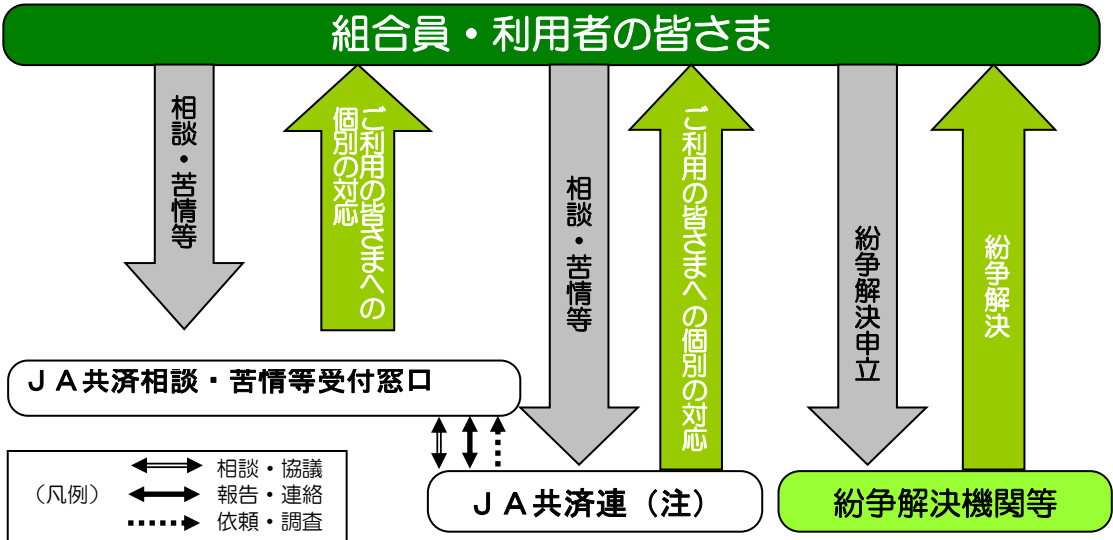 組合員・利用者の皆さま
相談・苦情等
ご利用の皆さまへの
個別の対応
相談・苦情等
ご利用の皆さまへの個別の対応
紛争解決申立
紛争解決
JA共済相談・苦情等受付窓口
JA共済連（注）
紛争解決機関等
（凡例）
相談・協議
報告・連絡
依頼・調査